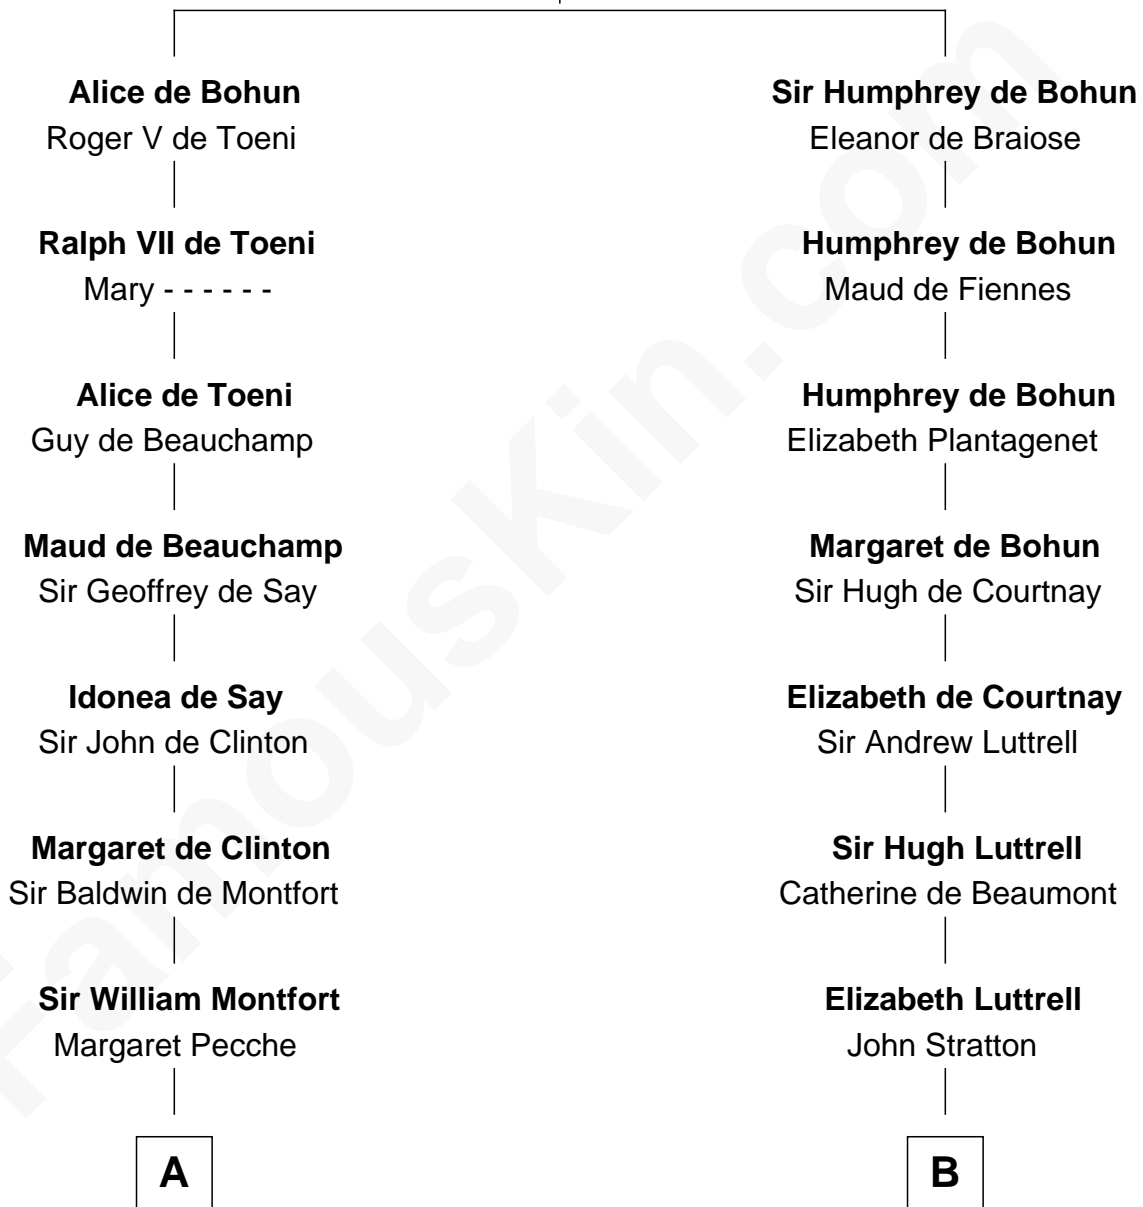 Alice de Bohun
Roger V de Toeni
Sir Humphrey de Bohun
Eleanor de Braiose
Ralph VII de Toeni
Mary - - - - - -
Humphrey de Bohun
Maud de Fiennes
Alice de Toeni
Guy de Beauchamp
Humphrey de Bohun
Elizabeth Plantagenet
Maud de Beauchamp
Sir Geoffrey de Say
Margaret de Bohun
Sir Hugh de Courtnay
Idonea de Say
Sir John de Clinton
Elizabeth de Courtnay
Sir Andrew Luttrell
Margaret de Clinton
Sir Baldwin de Montfort
Sir Hugh Luttrell
Catherine de Beaumont
Sir William Montfort
Margaret Pecche
Elizabeth Luttrell
John Stratton
A
B
FamousKin.com